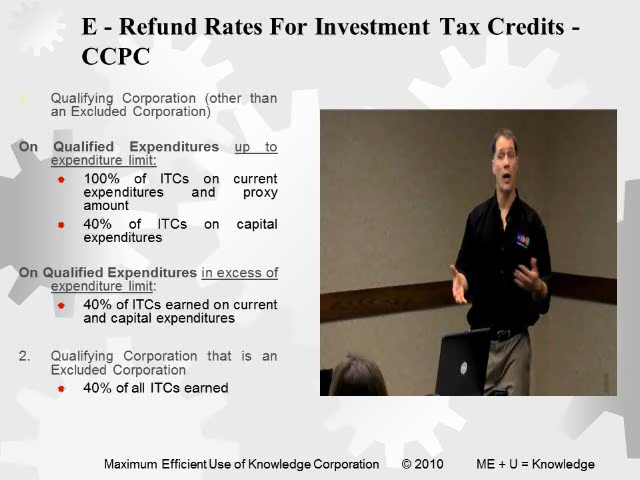 E - Refund Rates For Investment Tax Credits -
CCPC
Qualifying Corporation (other than
an Excluded Corporation)
On Qualified Expenditures up to
expenditure limit:
100% of ITCs on current
expenditures and proxy
amount
40% of ITCs on capital
expenditures
On Qualified Expenditures in excess of
expenditure limit:
40% of ITCs earned on current
and capital expenditures
2. Qualifying Corporation that is an
Excluded Corporation
40% of all ITCs earned
Maximum Efficient Use of Knowledge Corporation © 2010 ME + U = Knowledge